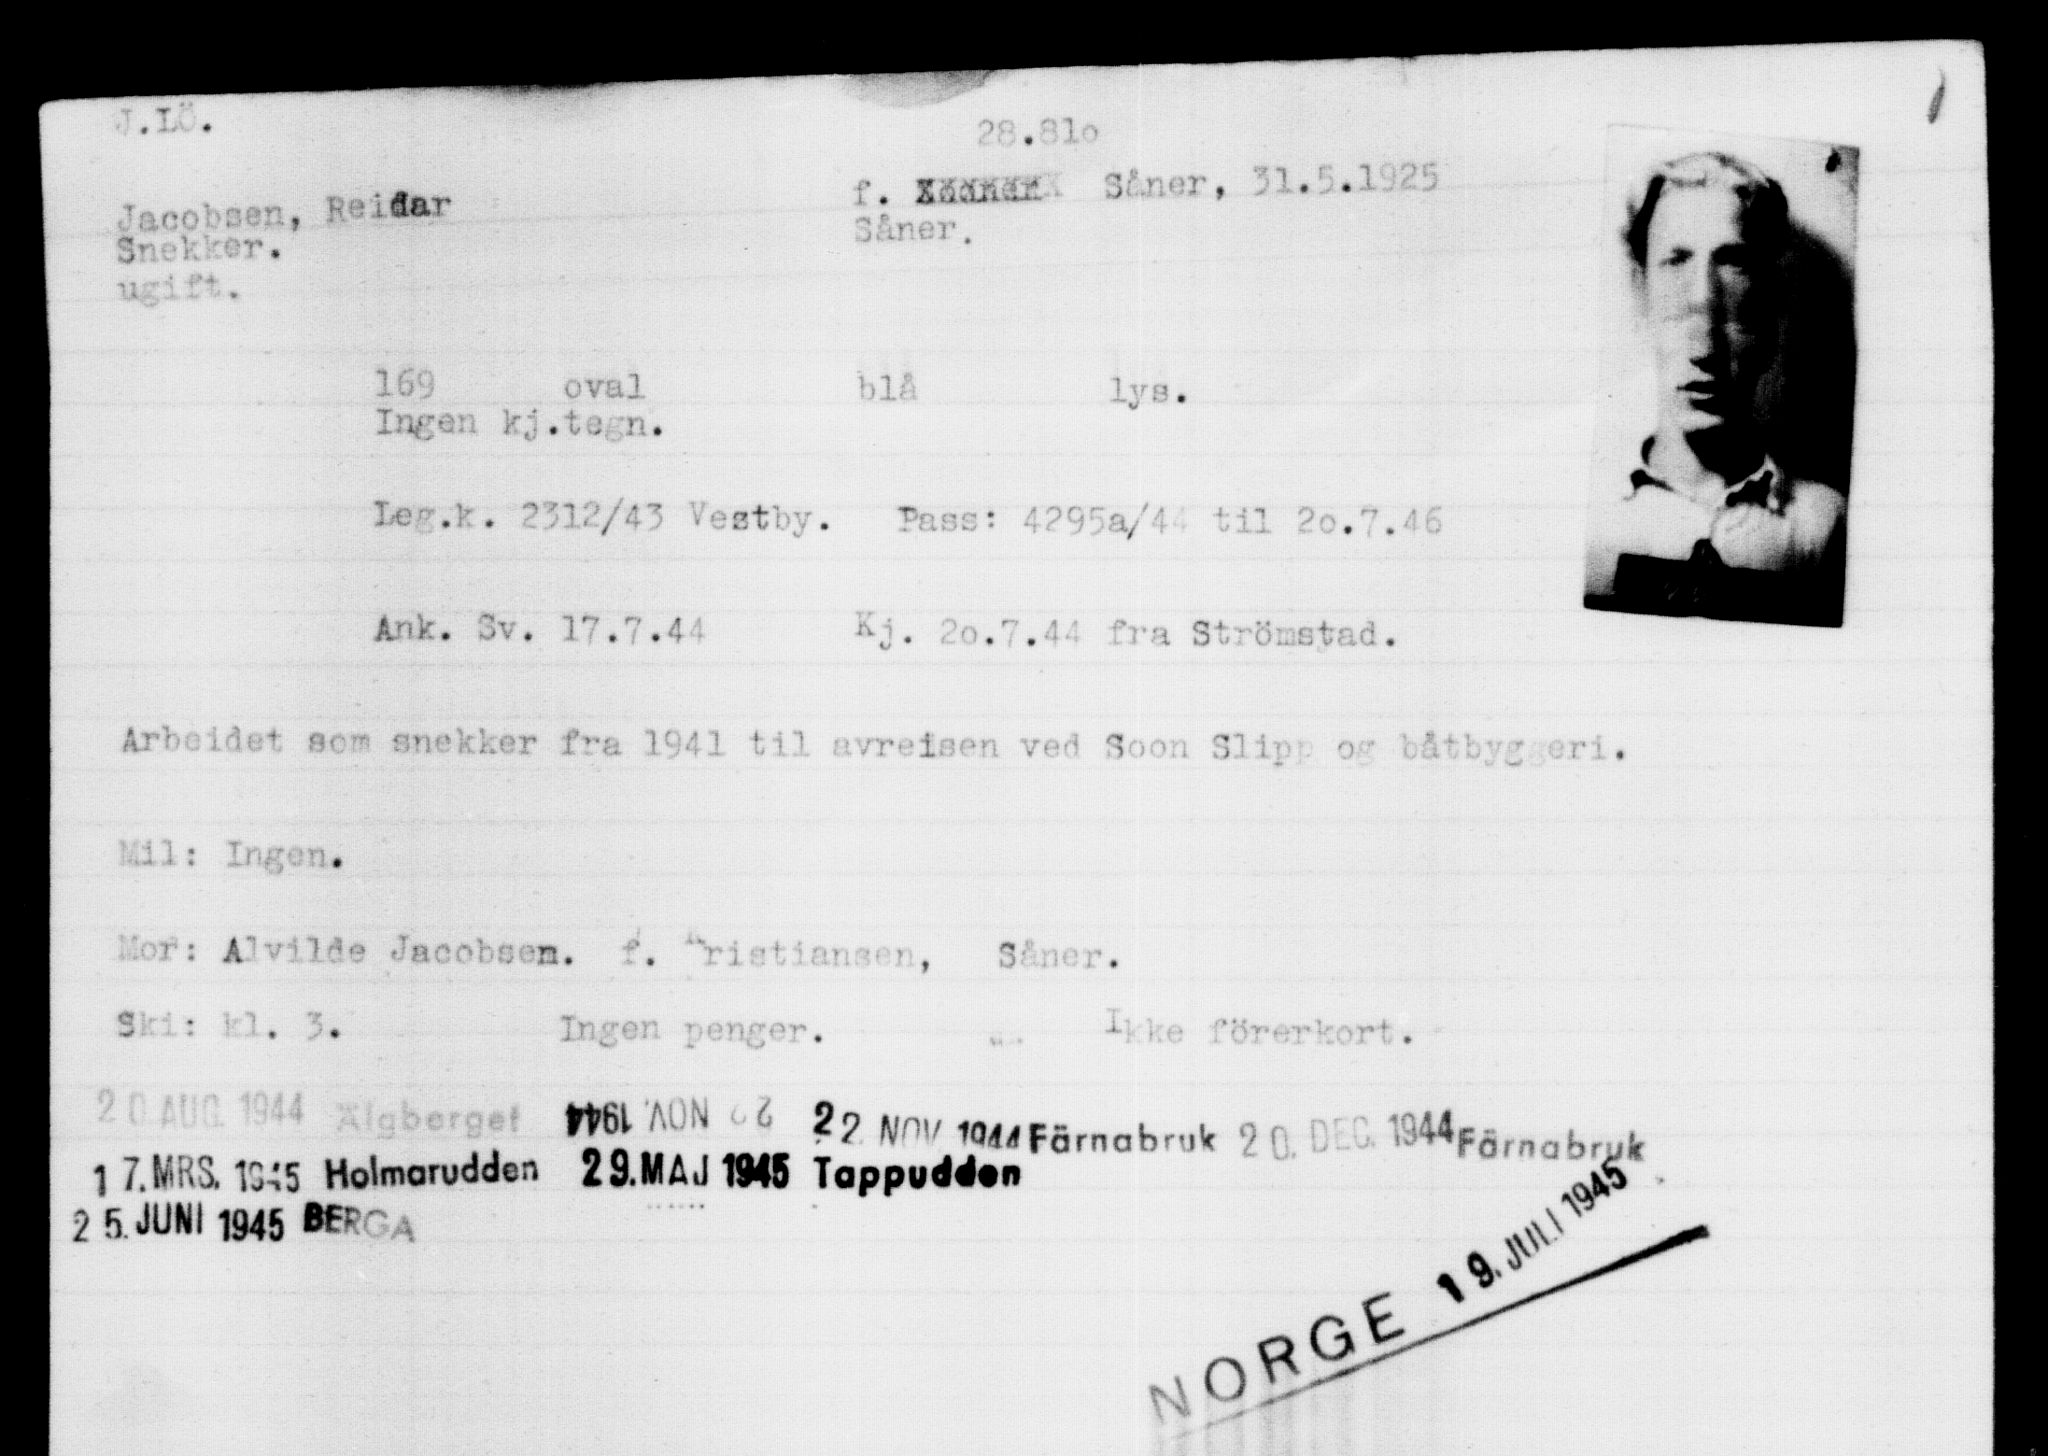 J.LÖ.
28.81o
Jacobsen, Reidar f. Såner, 31.5.1925
Snekker. Såner.
ugift.
169 oval blå lys.
Ingen kj.tegn.
Leg.k. 2312/43 Vestby. Pass: 4295a/44 til 2o.7.46
Ank. Sv. 17.7.44 Kj. 2o.7.44 fra Strömstad.
Arbeidet som snekker fra 1941 til avreisen ved Soon Slipp og båtbyggeri.
Mil: Ingen.
Mor: Alvilde Jacobsen. f. Kristiansen, Såner.
Ski: kl. 3. Ingen penger. Ikke förerkort.
20 AUG. 1944 Älgberget 22 NOV. 1944 22 NOV 1944 Färnabruk 20. DEC. 1944 Färnabruk
17. MRS. 1945 Holmarudden 29. MAJ 1945 Tappudden
25. JUNI 1945 BERGA
NORGE 19. JULI 1945